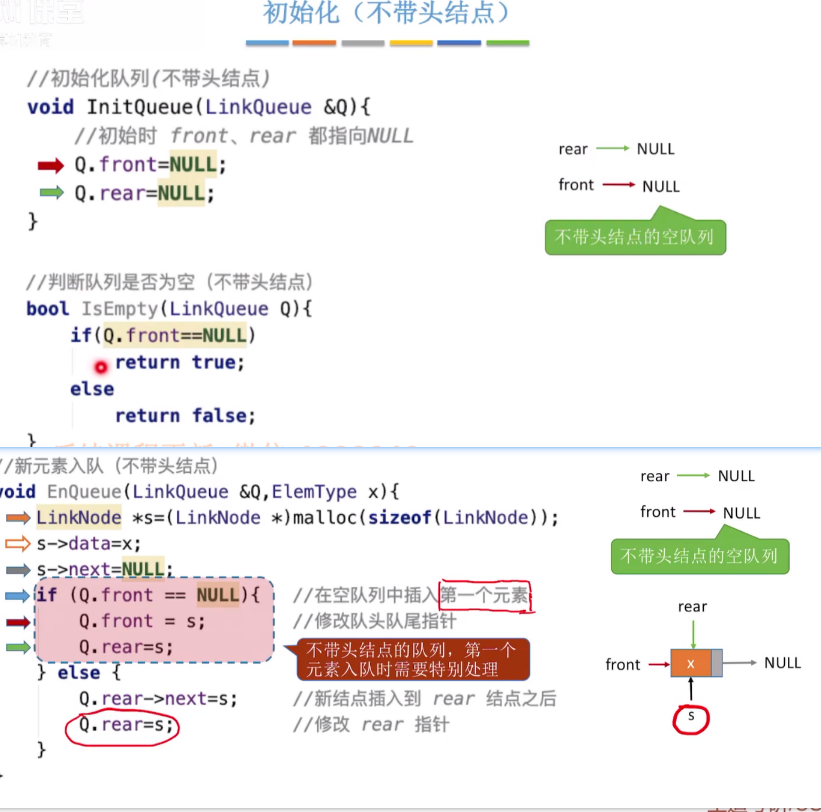 初始化（不带头结点）
//初始化队列(不带头结点)
void InitQueue(LinkQueue &Q){
//初始时 front、rear 都指向NULL
Q.front=NULL;
Q.rear=NULL;
}
rear NULL
front NULL
不带头结点的空队列
//判断队列是否为空（不带头结点）
bool IsEmpty(LinkQueue Q){
if(Q.front==NULL)
return true;
else
return false;
}
//新元素入队（不带头结点）
void EnQueue(LinkQueue &Q,ElemType x){
LinkNode *s=(LinkNode *)malloc(sizeof(LinkNode));
s->data=x;
s->next=NULL;
if (Q.front == NULL){ //在空队列中插入第一个元素
Q.front = s; //修改队头队尾指针
Q.rear=s;
} else {
Q.rear->next=s; //新结点插入到 rear 结点之后
Q.rear=s; //修改 rear 指针
}
不带头结点的队列，第一个
元素入队时需要特别处理
rear NULL
front NULL
不带头结点的空队列
rear
front x NULL
s